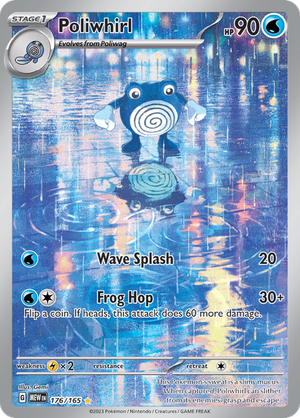 STAGE 1
Poliwhirl
HP 90
Evolves from Poliwag
Wave Splash 20
Frog Hop 30+
Flip a coin. If heads, this attack does 60 more damage.
weakness ×2 resistance retreat
Illus. Gemi
This Pokémon's sweat is a slimy mucus.
When captured, Poliwhirl can slither
from its enemies' grasp and escape.
G MEW EN 176/165
©2023 Pokémon / Nintendo / Creatures / GAME FREAK